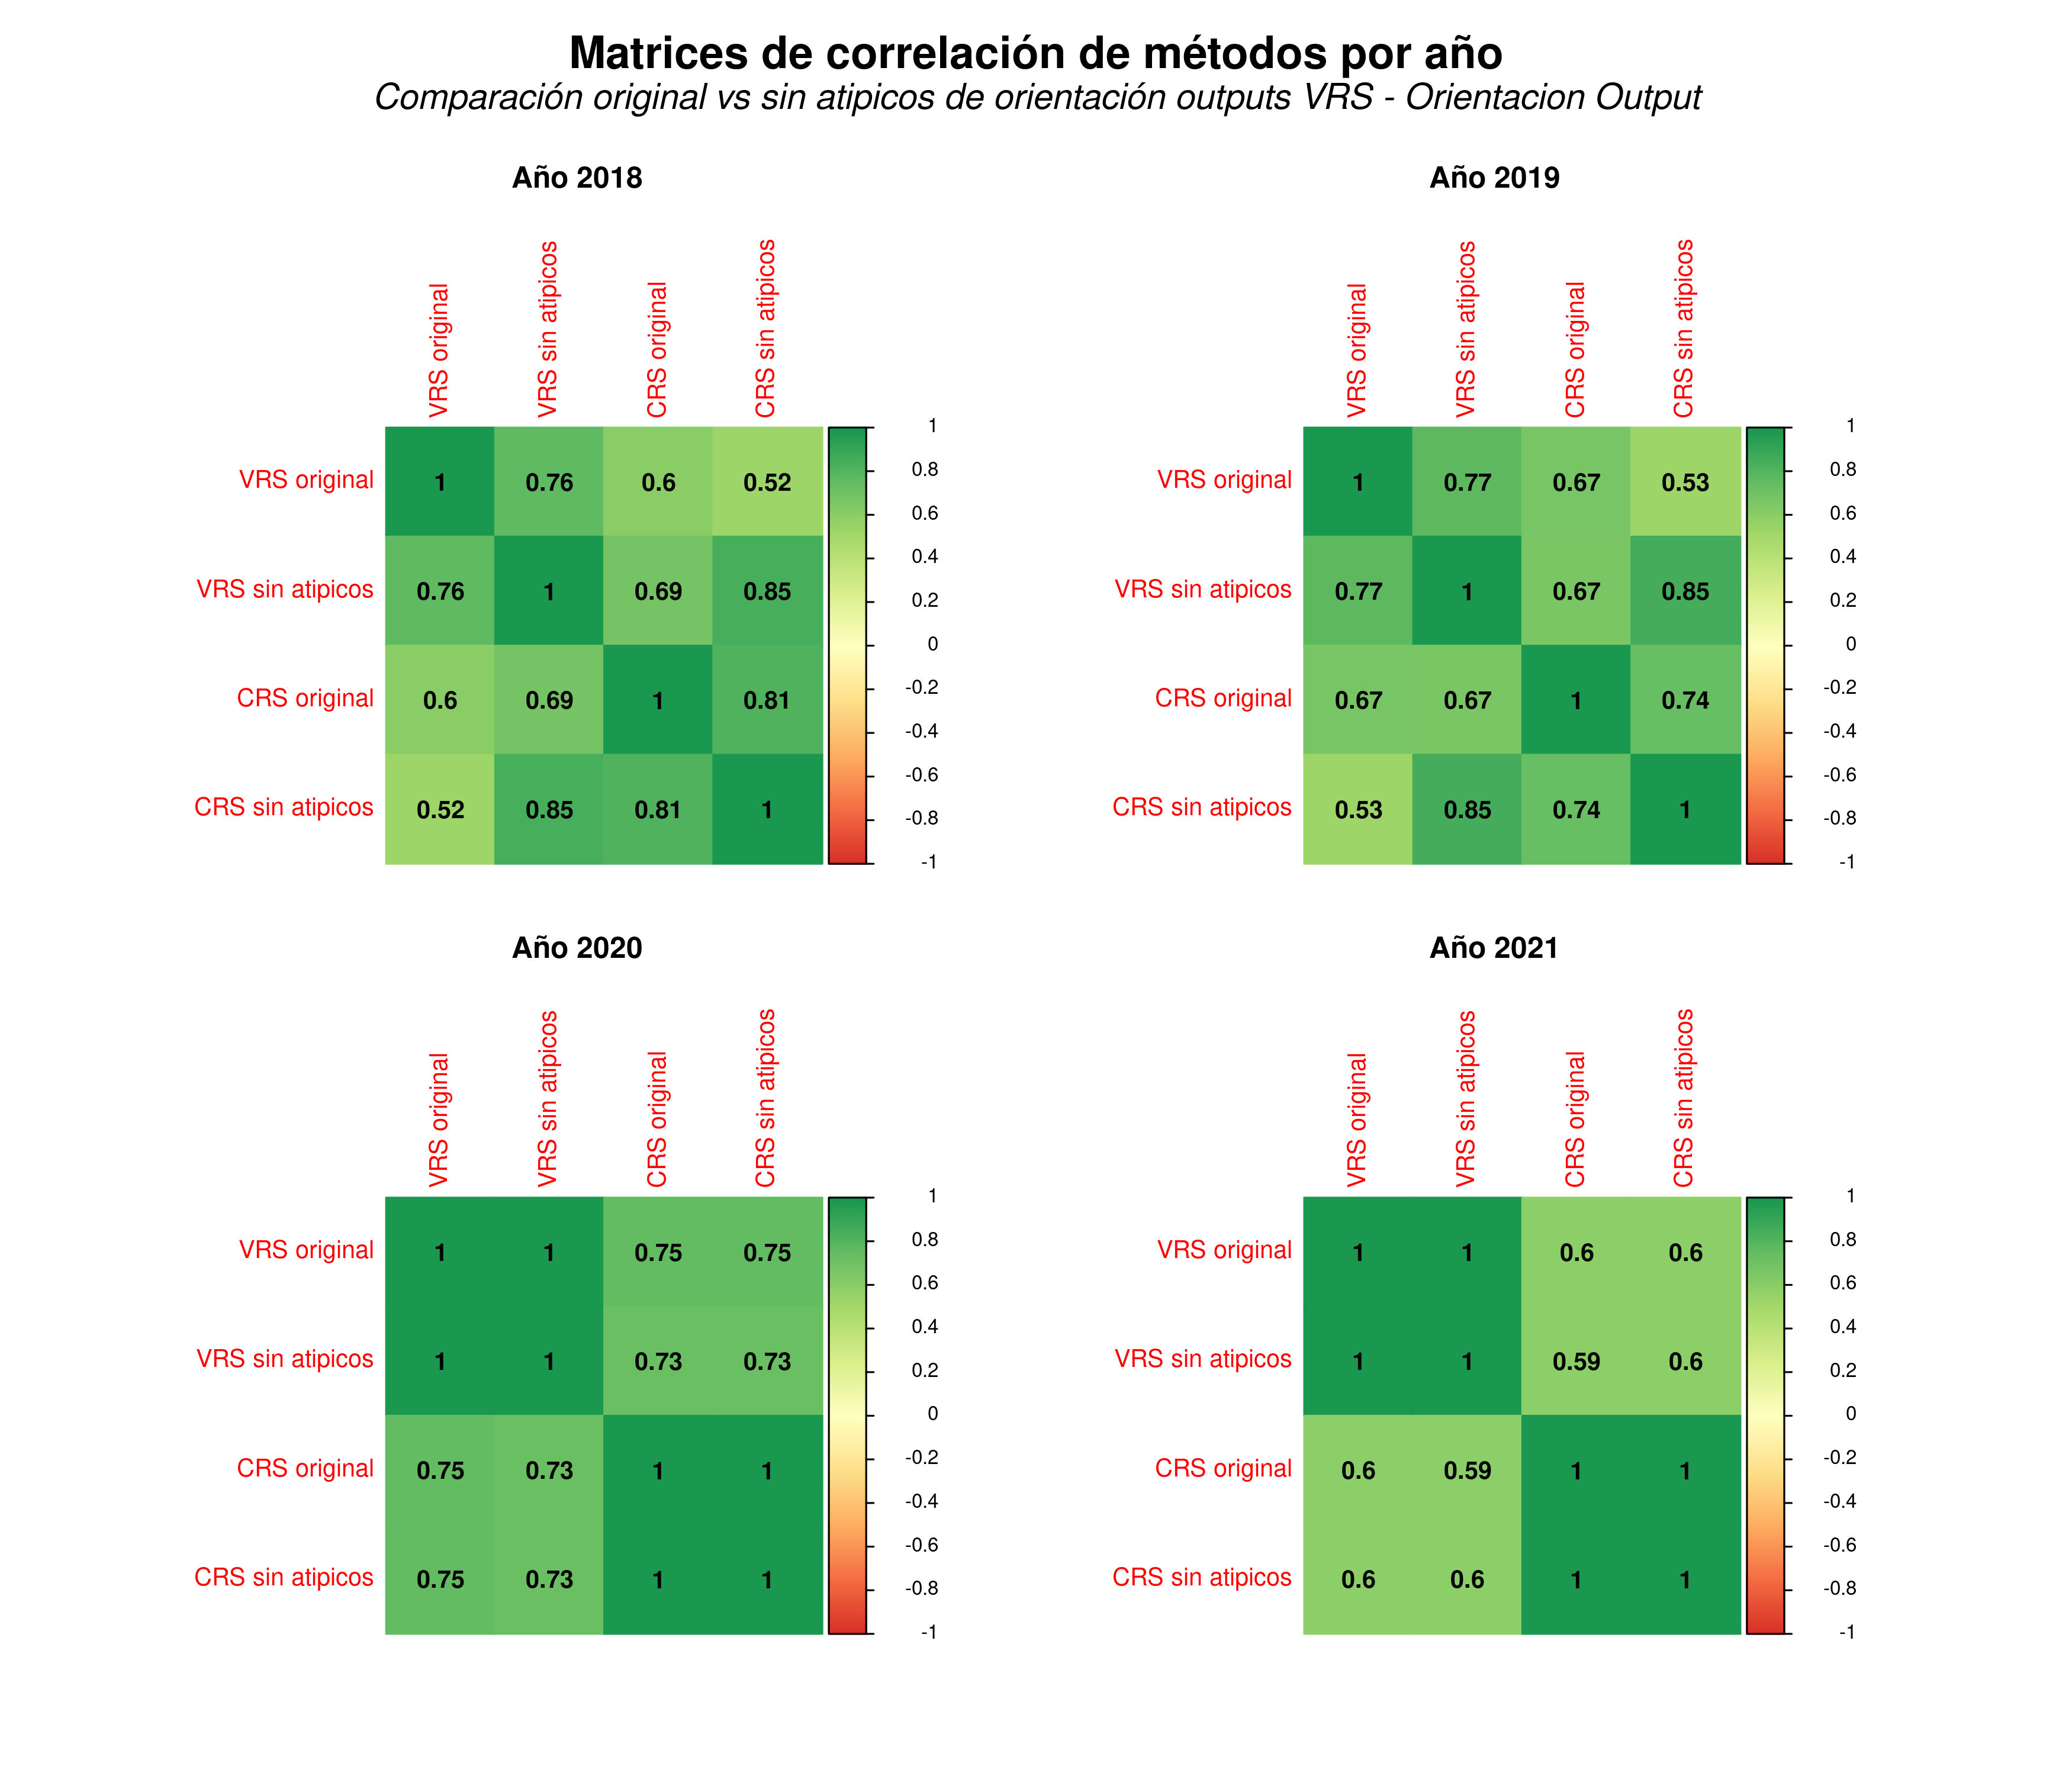 Matrices de correlación de métodos por año
Comparación original vs sin atipicos de orientación outputs VRS - Orientacion Output
Año 2018
VRS original
VRS sin atipicos
CRS original
CRS sin atipicos
VRS original 1 0.76 0.6 0.52
VRS sin atipicos 0.76 1 0.69 0.85
CRS original 0.6 0.69 1 0.81
CRS sin atipicos 0.52 0.85 0.81 1
1
0.8
0.6
0.4
0.2
0
-0.2
-0.4
-0.6
-0.8
-1
Año 2019
VRS original
VRS sin atipicos
CRS original
CRS sin atipicos
VRS original 1 0.77 0.67 0.53
VRS sin atipicos 0.77 1 0.67 0.85
CRS original 0.67 0.67 1 0.74
CRS sin atipicos 0.53 0.85 0.74 1
1
0.8
0.6
0.4
0.2
0
-0.2
-0.4
-0.6
-0.8
-1
Año 2020
VRS original
VRS sin atipicos
CRS original
CRS sin atipicos
VRS original 1 1 0.75 0.75
VRS sin atipicos 1 1 0.73 0.73
CRS original 0.75 0.73 1 1
CRS sin atipicos 0.75 0.73 1 1
1
0.8
0.6
0.4
0.2
0
-0.2
-0.4
-0.6
-0.8
-1
Año 2021
VRS original
VRS sin atipicos
CRS original
CRS sin atipicos
VRS original 1 1 0.6 0.6
VRS sin atipicos 1 1 0.59 0.6
CRS original 0.6 0.59 1 1
CRS sin atipicos 0.6 0.6 1 1
1
0.8
0.6
0.4
0.2
0
-0.2
-0.4
-0.6
-0.8
-1